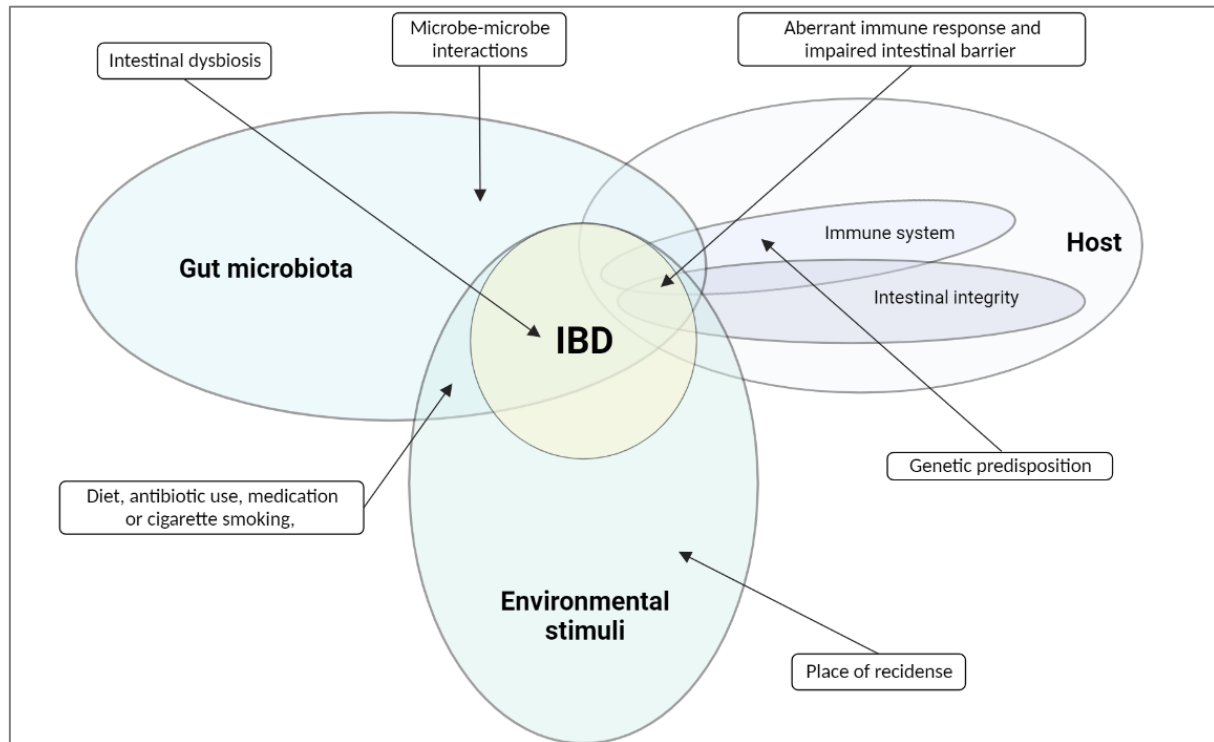 Microbe-microbe
interactions
Aberrant immune response and
impaired intestinal barrier
Intestinal dysbiosis
Immune system
Host
Gut microbiota
Intestinal integrity
IBD
Genetic predisposition
Diet, antibiotic use, medication
or cigarette smoking,
Environmental
stimuli
Place of recidense